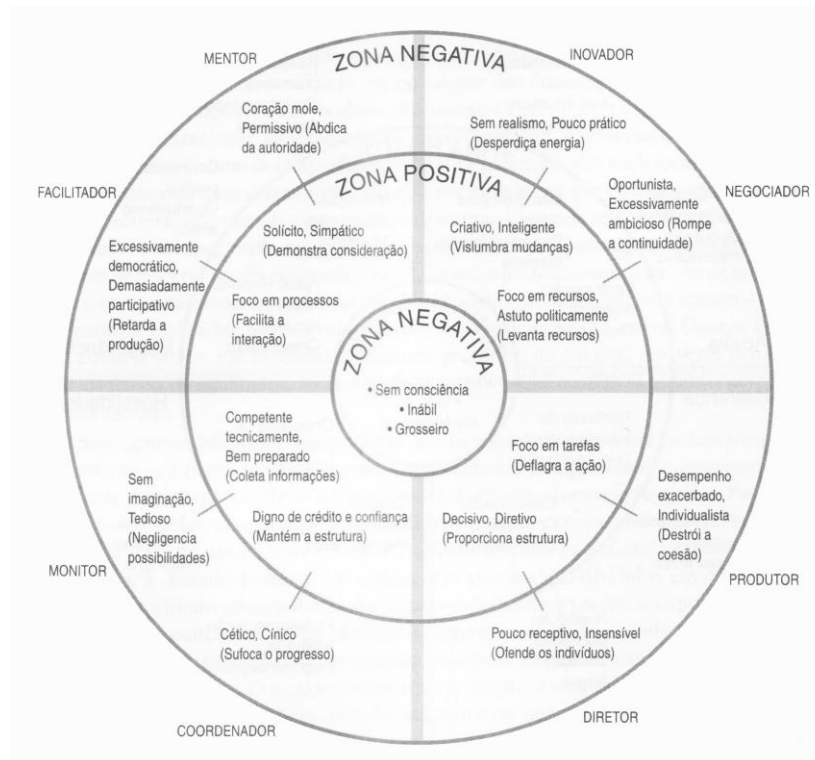 MENTOR
ZONA NEGATIVA
INOVADOR
Coração mole,
Permissivo (Abdica
da autoridade)
Sem realismo, Pouco prático
(Desperdiça energia)
FACILITADOR
ZONA POSITIVA
Oportunista,
Excessivamente
ambicioso (Rompe
a continuidade)
NEGOCIADOR
Excessivamente
democrático,
Demasiadamente
participativo
(Retarda a
produção)
Solícito, Simpático
(Demonstra consideração)
Criativo, Inteligente
(Vislumbra mudanças)
Foco em processos
(Facilita a
interação)
Foco em recursos,
Astuto politicamente
(Levanta recursos)
ZONA NEGATIVA
• Sem consciência
• Inábil
• Grosseiro
Competente
tecnicamente,
Bem preparado
(Coleta informações)
Foco em tarefas
(Deflagra a ação)
Sem
imaginação,
Tedioso
(Negligencia
possibilidades)
Digno de crédito e confiança
(Mantém a estrutura)
Decisivo, Diretivo
(Proporciona estrutura)
Desempenho
exacerbado,
Individualista
(Destrói a
coesão)
MONITOR
PRODUTOR
Cético, Cínico
(Sufoca o progresso)
Pouco receptivo, Insensível
(Ofende os indivíduos)
COORDENADOR
DIRETOR